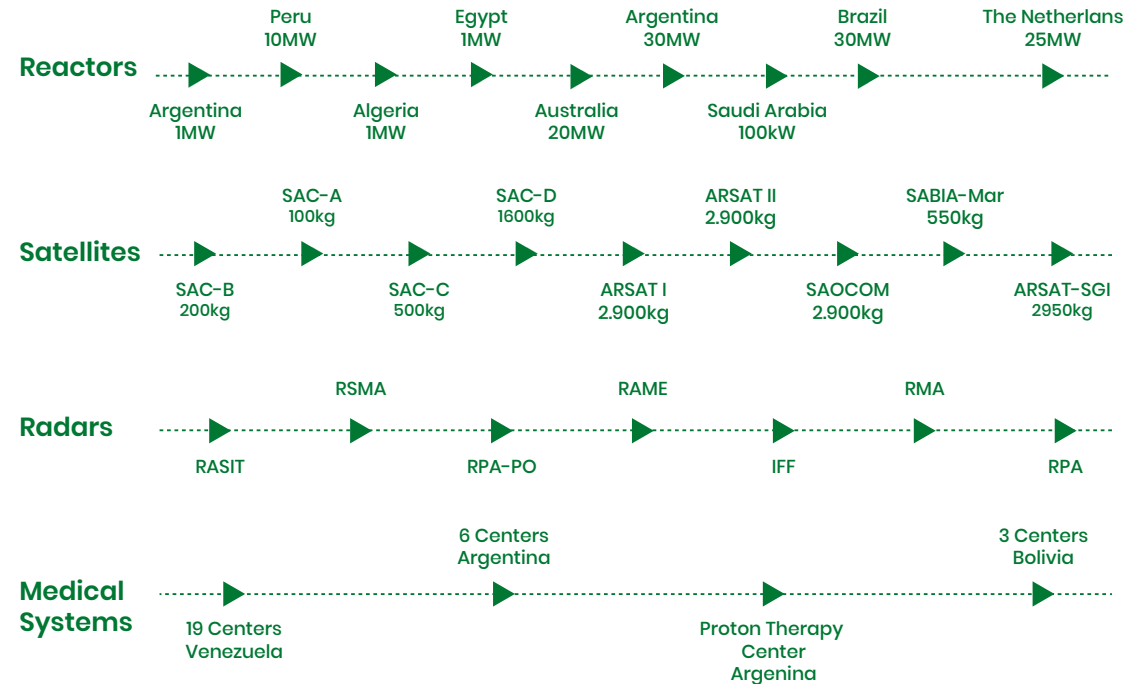 Reactors
Argentina
1MW
Peru
10MW
Algeria
1MW
Egypt
1MW
Australia
20MW
Argentina
30MW
Saudi Arabia
100kW
Brazil
30MW
The Netherlans
25MW
Satellites
SAC-B
200kg
SAC-A
100kg
SAC-C
500kg
SAC-D
1600kg
ARSAT I
2.900kg
ARSAT II
2.900kg
SAOCOM
2.900kg
SABIA-Mar
550kg
ARSAT-SGI
2950kg
Radars
RASIT
RSMA
RPA-PO
RAME
IFF
RMA
RPA
Medical
Systems
19 Centers
Venezuela
6 Centers
Argentina
Proton Therapy
Center
Argenina
3 Centers
Bolivia